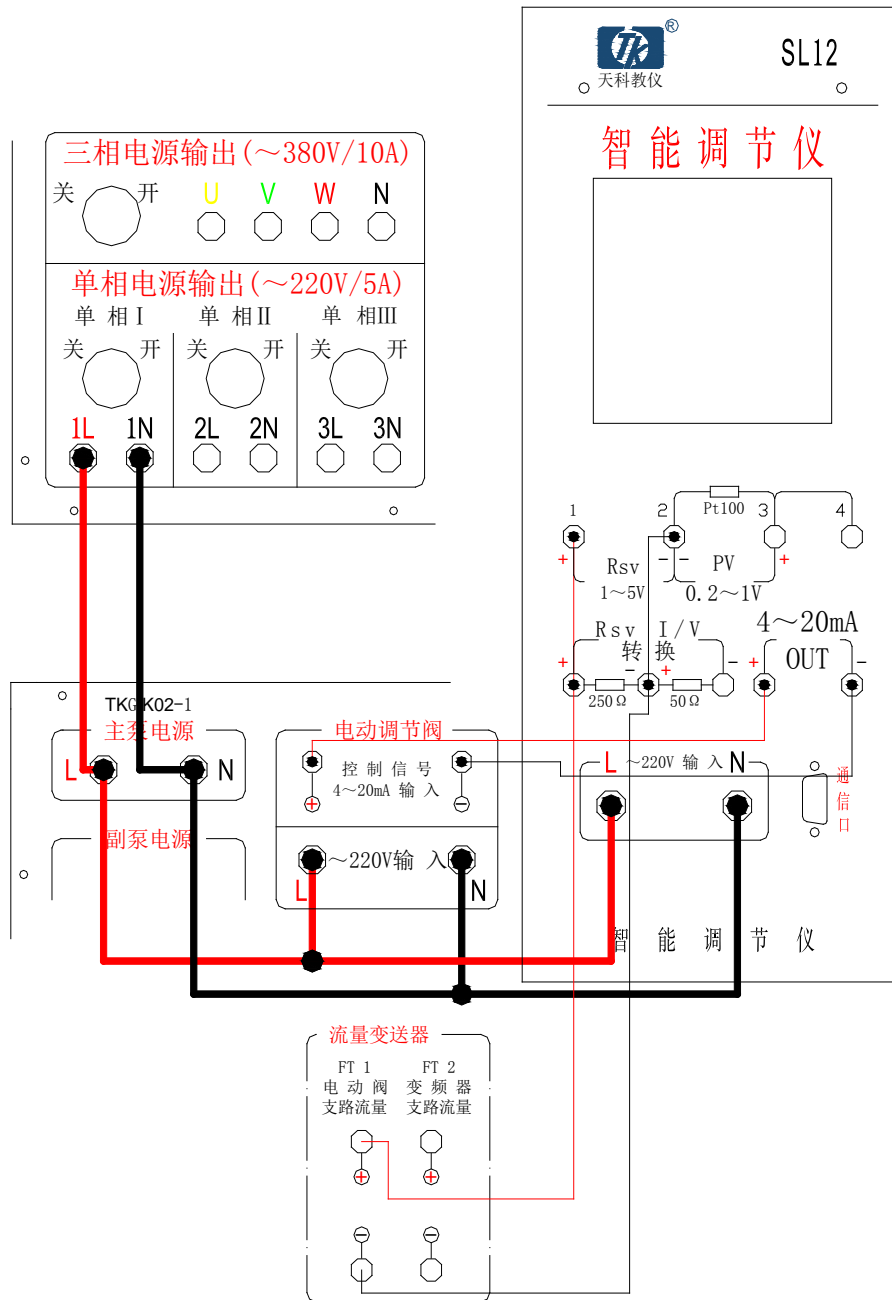 TK®
天科教仪
SL12
智能调节仪
三相电源输出(～380V/10A)
关 开 U V W N
单相电源输出(～220V/5A)
单相Ⅰ 单相Ⅱ 单相Ⅲ
关 开 关 开 关 开
1L 1N 2L 2N 3L 3N
1 2 Pt100 3 4
+ Rsv - - PV +
1～5V 0.2～1V
Rsv I/V 4～20mA
转换
+ - + - + OUT -
250Ω 50Ω
TKGK02-1
主泵电源
L N
副泵电源
电动调节阀
控制信号
4～20mA 输入
+ -
～220V输入
L N
L ～220V 输入 N
通信口
智能调节仪
流量变送器
FT 1 FT 2
电动阀 变频器
支路流量 支路流量
+ +
- -